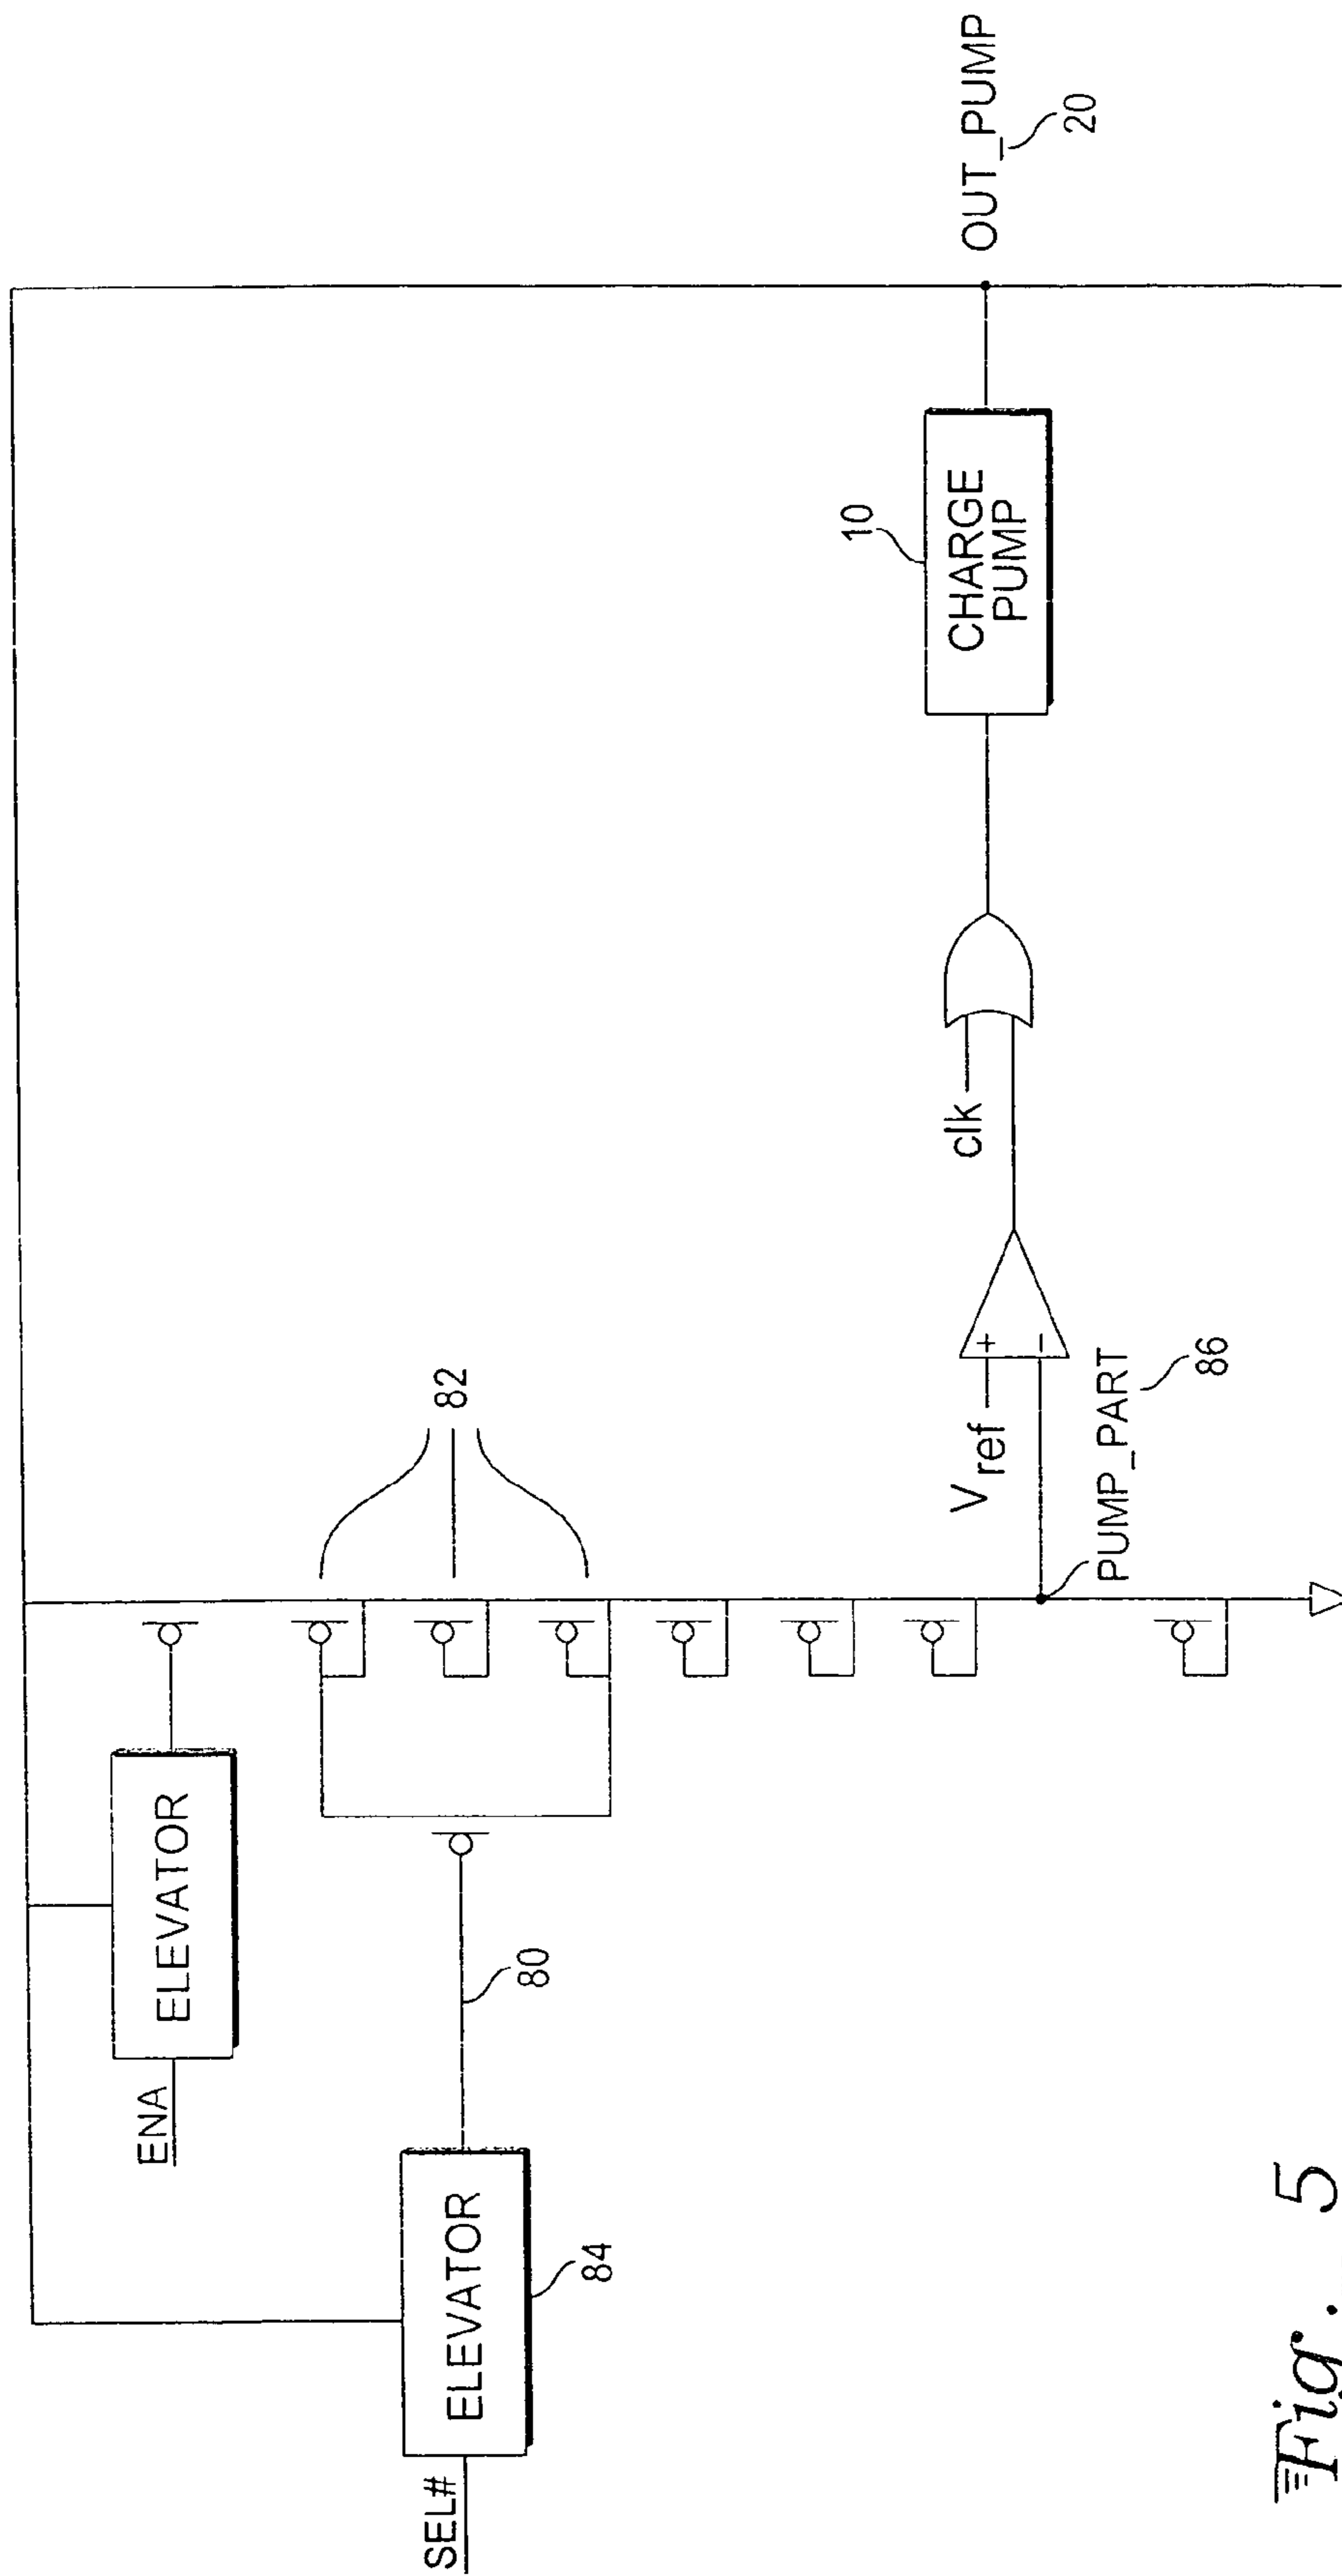 ENA
ELEVATOR
SEL#
ELEVATOR
84
80
82
Vref
+
−
PUMP_PART
86
clk
10
CHARGE
PUMP
OUT_PUMP
20
Fig. 5